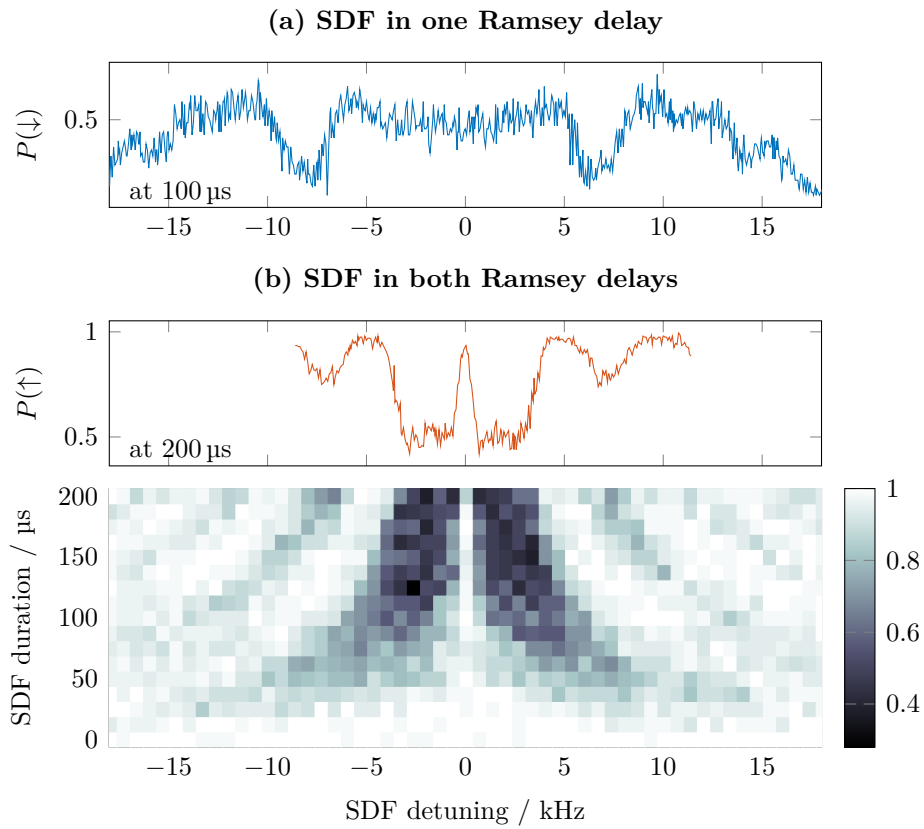 (a) SDF in one Ramsey delay
P(↓)
0.5
at 100 µs
−15 −10 −5 0 5 10 15
(b) SDF in both Ramsey delays
P(↑)
1
0.5
at 200 µs
SDF duration / µs
200
150
100
50
0
1
0.8
0.6
0.4
−15 −10 −5 0 5 10 15
SDF detuning / kHz